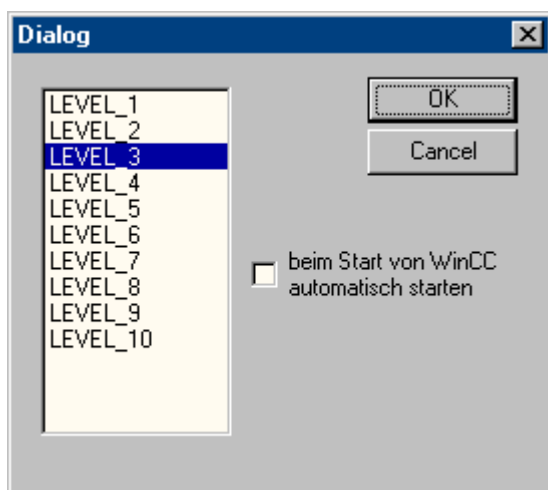 Dialog
LEVEL_1
LEVEL_2
LEVEL_3
LEVEL_4
LEVEL_5
LEVEL_6
LEVEL_7
LEVEL_8
LEVEL_9
LEVEL_10
OK
Cancel
beim Start von WinCC
automatisch starten